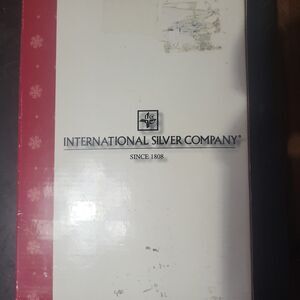 INTERNATIONAL SILVER COMPANY®
SINCE 1808